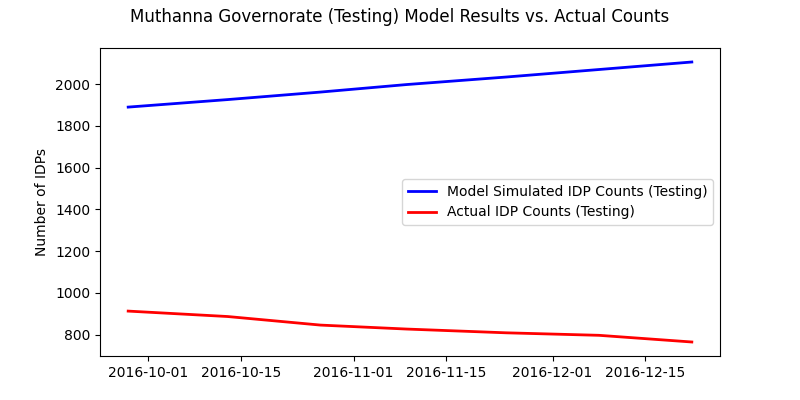 Muthanna Governorate (Testing) Model Results vs. Actual Counts
Number of IDPs
2000
1800
1600
1400
1200
1000
800
Model Simulated IDP Counts (Testing)
Actual IDP Counts (Testing)
2016-10-01 2016-10-15 2016-11-01 2016-11-15 2016-12-01 2016-12-15